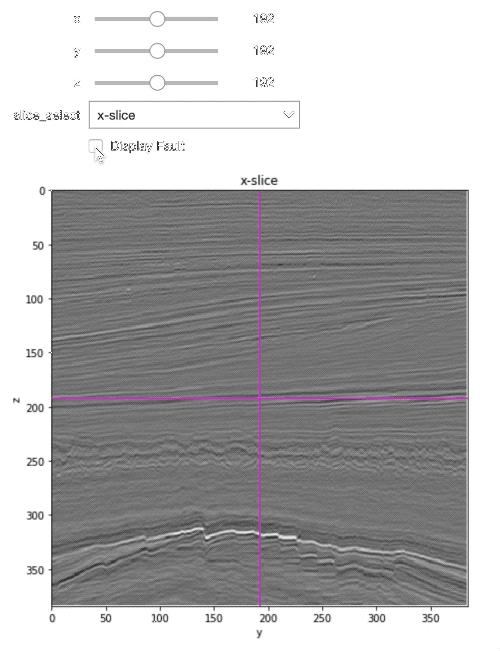 x 192
y 192
z 192
slice_select x-slice
Display Fault
x-slice
0
50
100
150
200
250
300
350
z
0 50 100 150 200 250 300 350
y